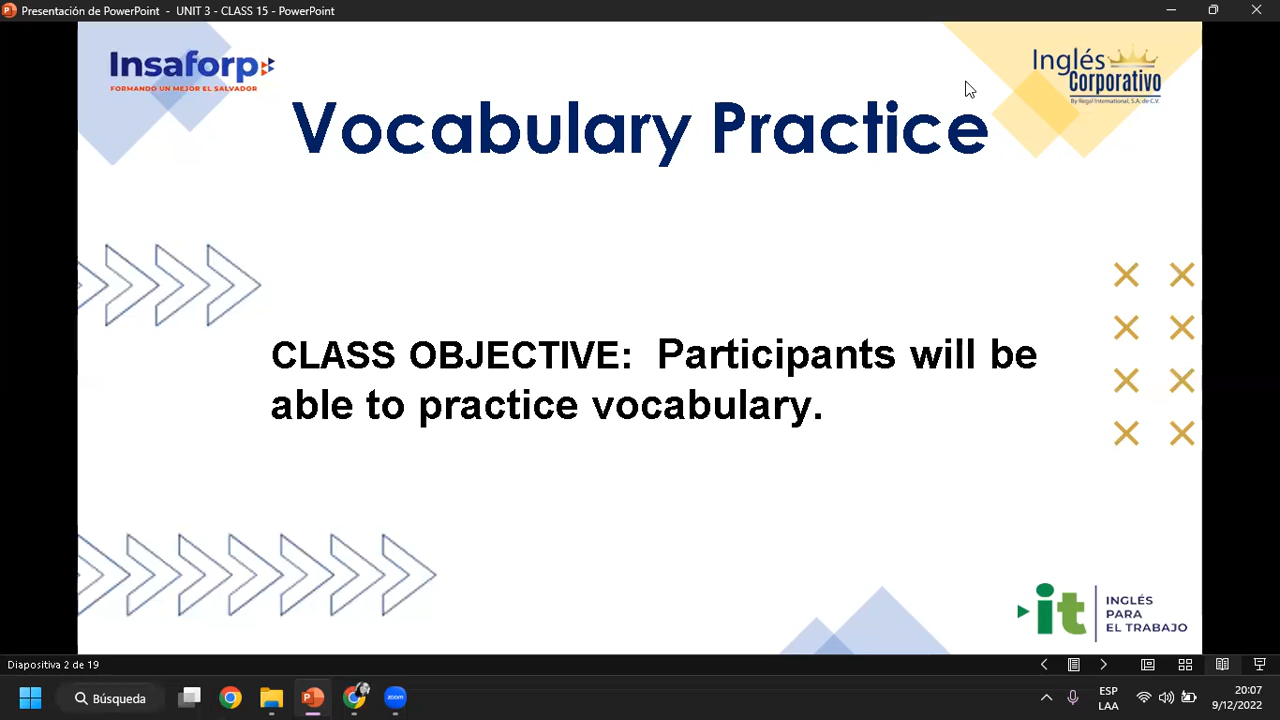 Presentación de PowerPoint - UNIT 3 - CLASS 15 - PowerPoint
Insaforp
FORMANDO UN MEJOR EL SALVADOR
Inglés
Corporativo
By Regal International, S.A. de C.V.
Vocabulary Practice
CLASS OBJECTIVE: Participants will be
able to practice vocabulary.
it
INGLÉS
PARA
EL TRABAJO
Diapositiva 2 de 19
Búsqueda
zoom
ESP
LAA
20:07
9/12/2022